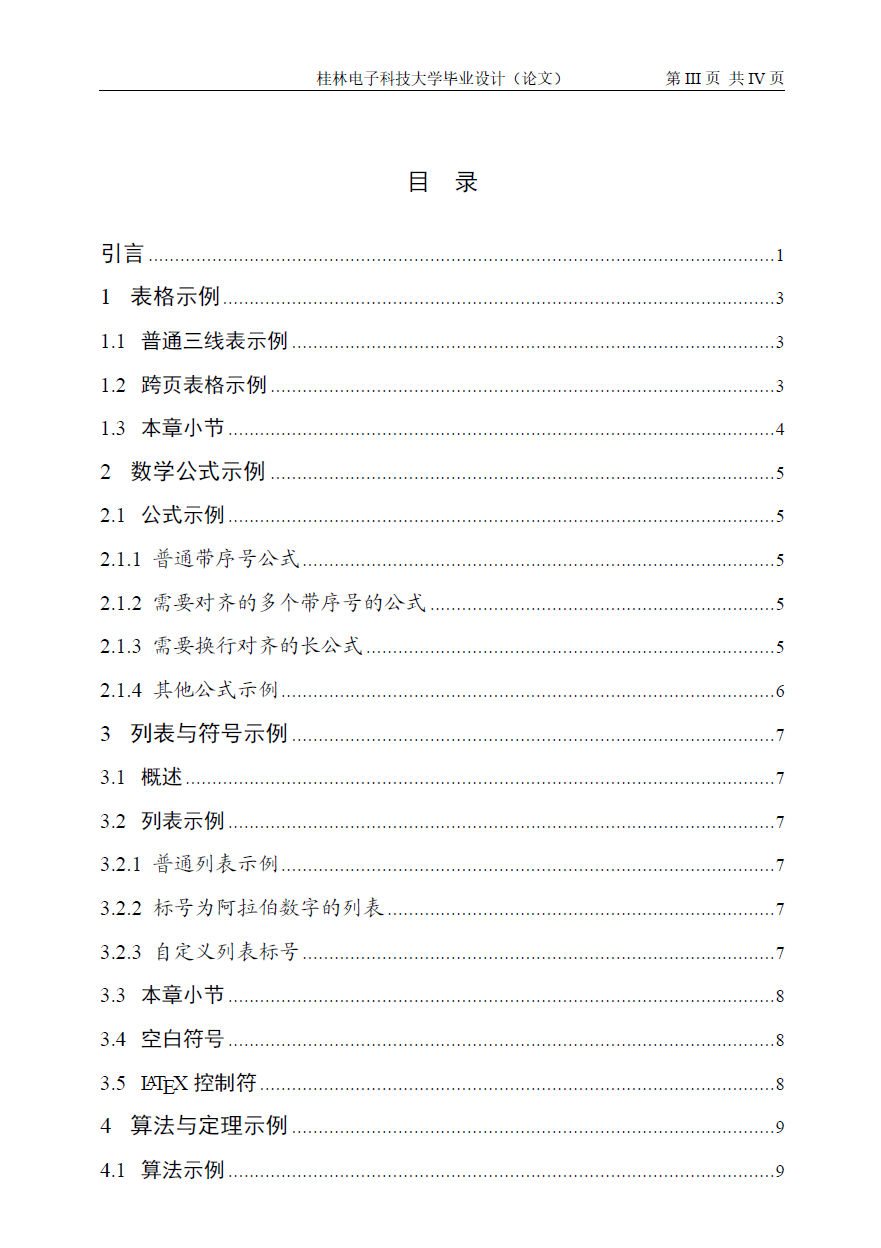 桂林电子科技大学毕业设计（论文） 第 III 页 共 IV 页
目 录
引言 1
1 表格示例 3
1.1 普通三线表示例 3
1.2 跨页表格示例 3
1.3 本章小节 4
2 数学公式示例 5
2.1 公式示例 5
2.1.1 普通带序号公式 5
2.1.2 需要对齐的多个带序号的公式 5
2.1.3 需要换行对齐的长公式 5
2.1.4 其他公式示例 6
3 列表与符号示例 7
3.1 概述 7
3.2 列表示例 7
3.2.1 普通列表示例 7
3.2.2 标号为阿拉伯数字的列表 7
3.2.3 自定义列表标号 7
3.3 本章小节 8
3.4 空白符号 8
3.5 LATEX 控制符 8
4 算法与定理示例 9
4.1 算法示例 9